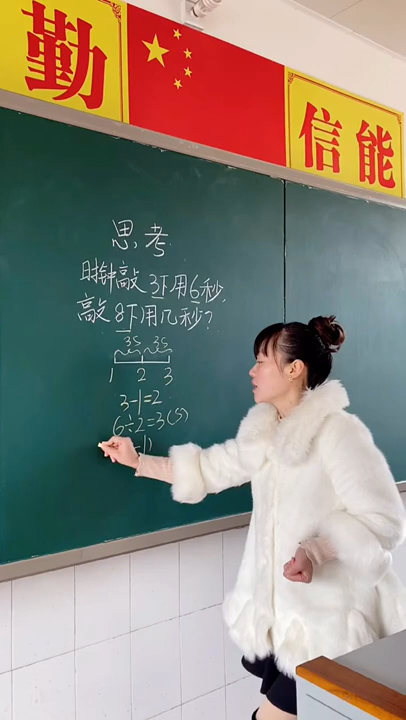 勤
信能
思考
时钟敲3下用6秒,
敲8下用几秒?
3s 3s
1 2 3
3-1=2
6÷2=3(s)